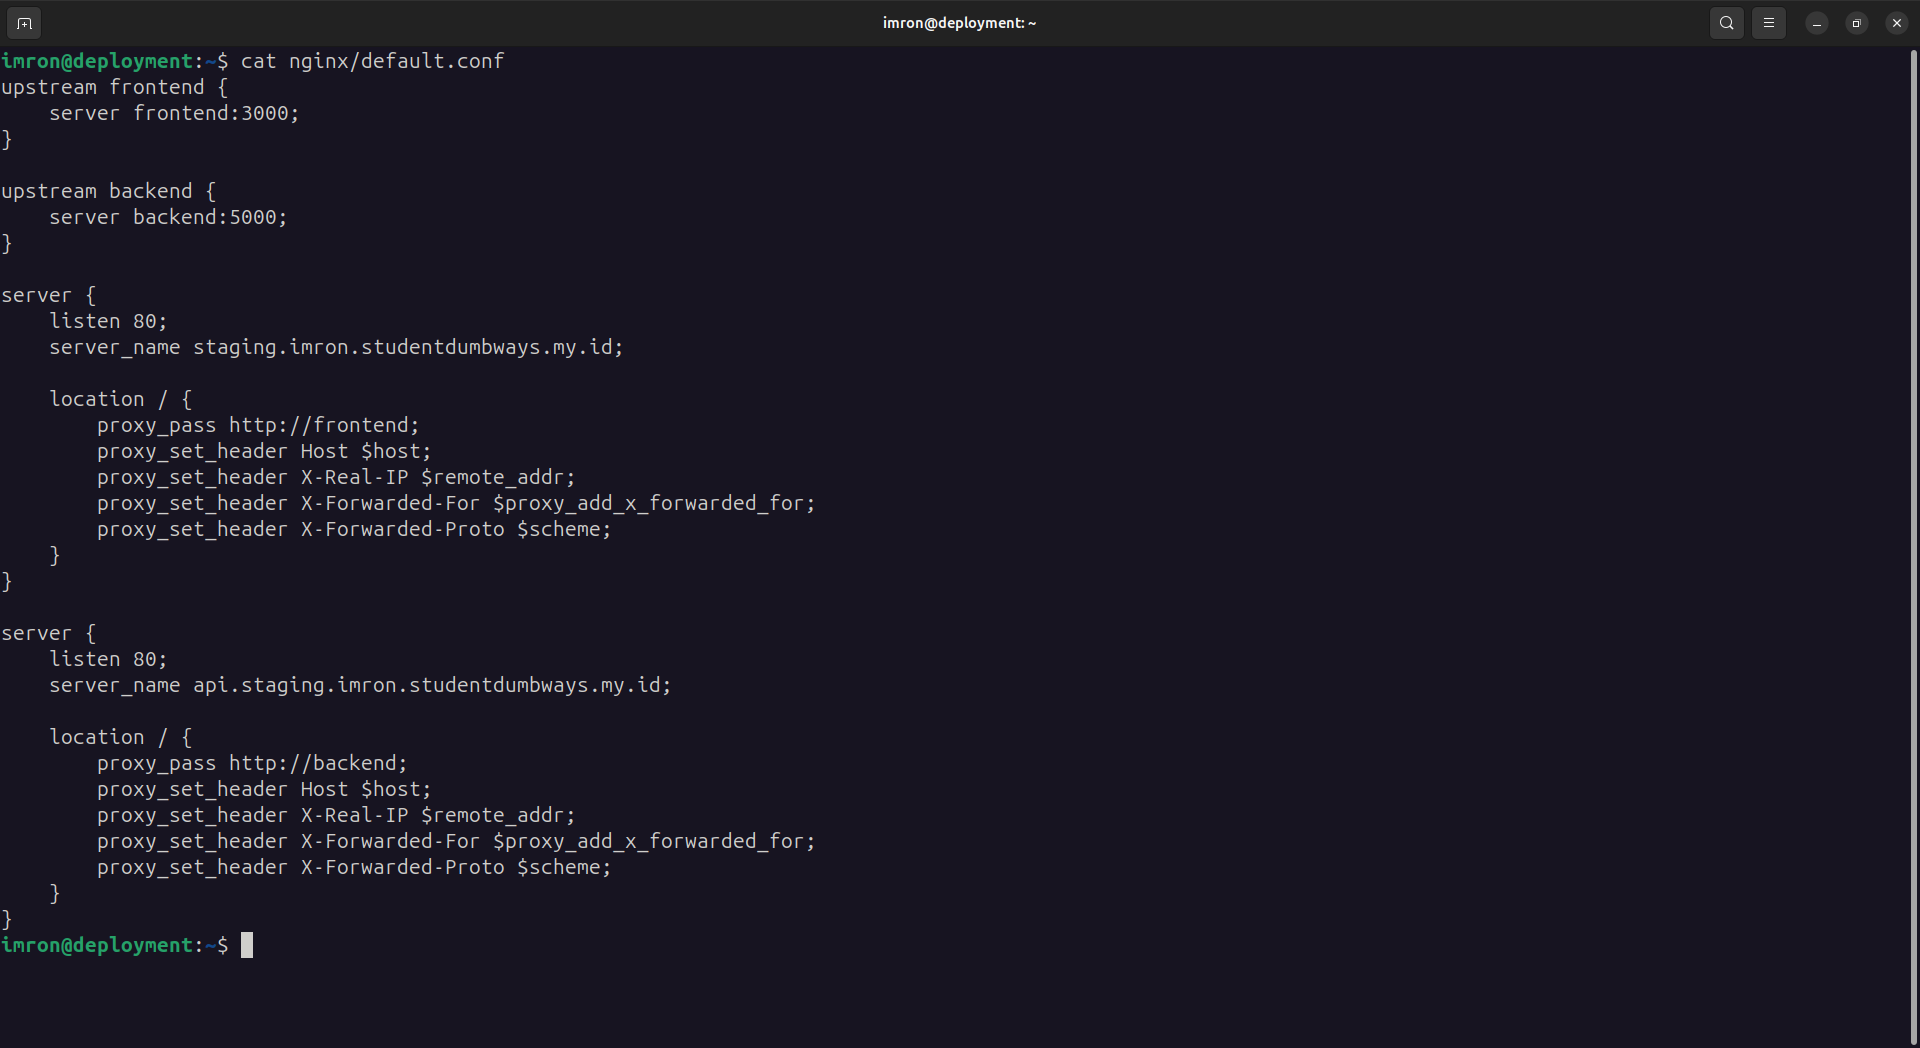 imron@deployment: ~
imron@deployment:~$ cat nginx/default.conf
upstream frontend {
    server frontend:3000;
}

upstream backend {
    server backend:5000;
}

server {
    listen 80;
    server_name staging.imron.studentdumbways.my.id;

    location / {
        proxy_pass http://frontend;
        proxy_set_header Host $host;
        proxy_set_header X-Real-IP $remote_addr;
        proxy_set_header X-Forwarded-For $proxy_add_x_forwarded_for;
        proxy_set_header X-Forwarded-Proto $scheme;
    }
}

server {
    listen 80;
    server_name api.staging.imron.studentdumbways.my.id;

    location / {
        proxy_pass http://backend;
        proxy_set_header Host $host;
        proxy_set_header X-Real-IP $remote_addr;
        proxy_set_header X-Forwarded-For $proxy_add_x_forwarded_for;
        proxy_set_header X-Forwarded-Proto $scheme;
    }
}
imron@deployment:~$